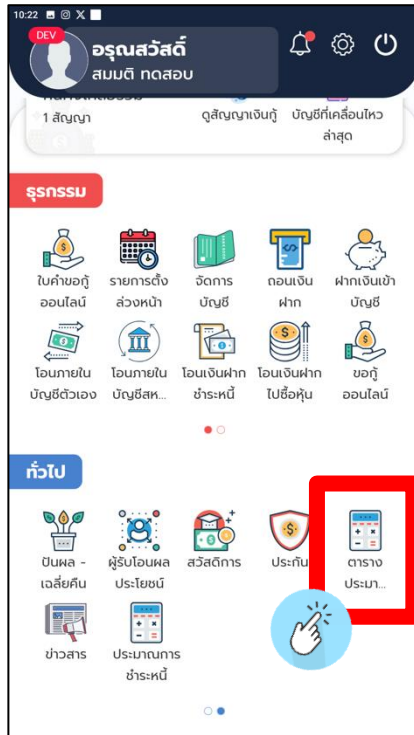 10:22
DEV
อรุณสวัสดิ์
สมมติ ทดสอบ
1 สัญญา
ดูสัญญาเงินกู้
บัญชีที่เคลื่อนไหว
ล่าสุด
ธุรกรรม
ใบคำขอกู้
ออนไลน์
รายการตั้ง
ล่วงหน้า
จัดการ
บัญชี
ถอนเงิน
ฝาก
ฝากเงินเข้า
บัญชี
โอนภายใน
บัญชีตัวเอง
โอนภายใน
บัญชีสห...
โอนเงินฝาก
ชำระหนี้
โอนเงินฝาก
ไปซื้อหุ้น
ขอกู้
ออนไลน์
ทั่วไป
ปันผล -
เฉลี่ยคืน
ผู้รับโอนผล
ประโยชน์
สวัสดิการ
ประกัน
ตาราง
ประมา...
ข่าวสาร
ประมาณการ
ชำระหนี้